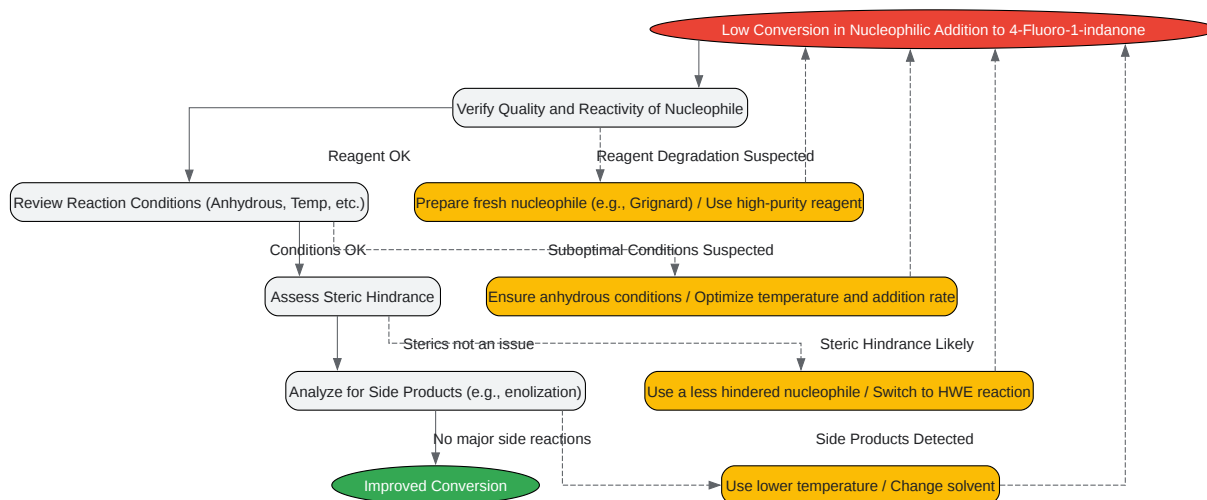 Low Conversion in Nucleophilic Addition to 4-Fluoro-1-indanone
Verify Quality and Reactivity of Nucleophile
Reagent OK
Reagent Degradation Suspected
Review Reaction Conditions (Anhydrous, Temp, etc.)
Prepare fresh nucleophile (e.g., Grignard) / Use high-purity reagent
Conditions OK
Suboptimal Conditions Suspected
Assess Steric Hindrance
Ensure anhydrous conditions / Optimize temperature and addition rate
Sterics not an issue
Steric Hindrance Likely
Analyze for Side Products (e.g., enolization)
Use a less hindered nucleophile / Switch to HWE reaction
No major side reactions
Side Products Detected
Improved Conversion
Use lower temperature / Change solvent